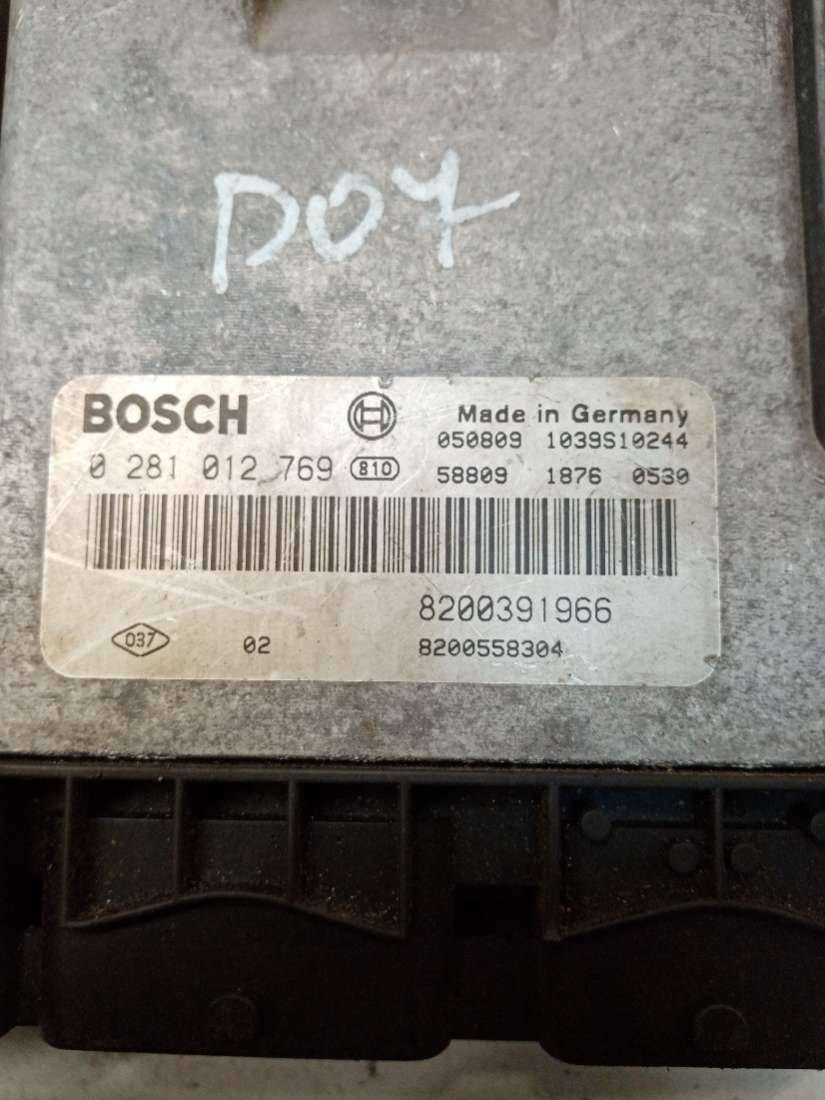 D07
BOSCH
Made in Germany
050809 1039S10244
0 281 012 769 810
58809 1876 0530
8200391966
037 02 8200558304